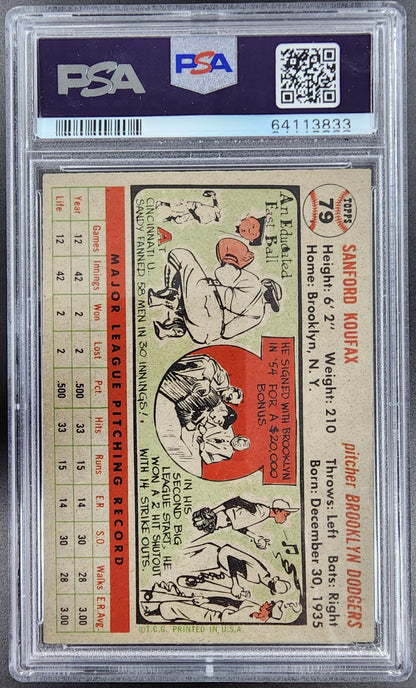 PSA
PSA
64113833
TOPPS
79
SANFORD KOUFAX
pitcher BROOKLYN DODGERS
Height: 6' 2" Weight: 210 Throws: Left Bats: Right
Home: Brooklyn, N. Y. Born: December 30, 1935
An Educated
Fast Ball
AT
CINCINNATI U.,
SANDY FANNED 58 MEN IN 30 INNINGS!.
HE SIGNED WITH BROOKLYN
IN '54 FOR A $20,000
BONUS.
IN HIS
SECOND BIG
LEAGUE START HE
WON A 2 HIT SHUTOUT
WITH 14 STRIKE OUTS.
MAJOR LEAGUE PITCHING RECORD
Games Innings Won Lost Pct Hits Runs E.R S.O. Walks E.R.Avg
Year 12 42 2 2 .500 33 15 14 30 28 3.00
Life 12 42 2 2 .500 33 15 14 30 28 3.00
©T.C.G. PRINTED IN U.S.A.